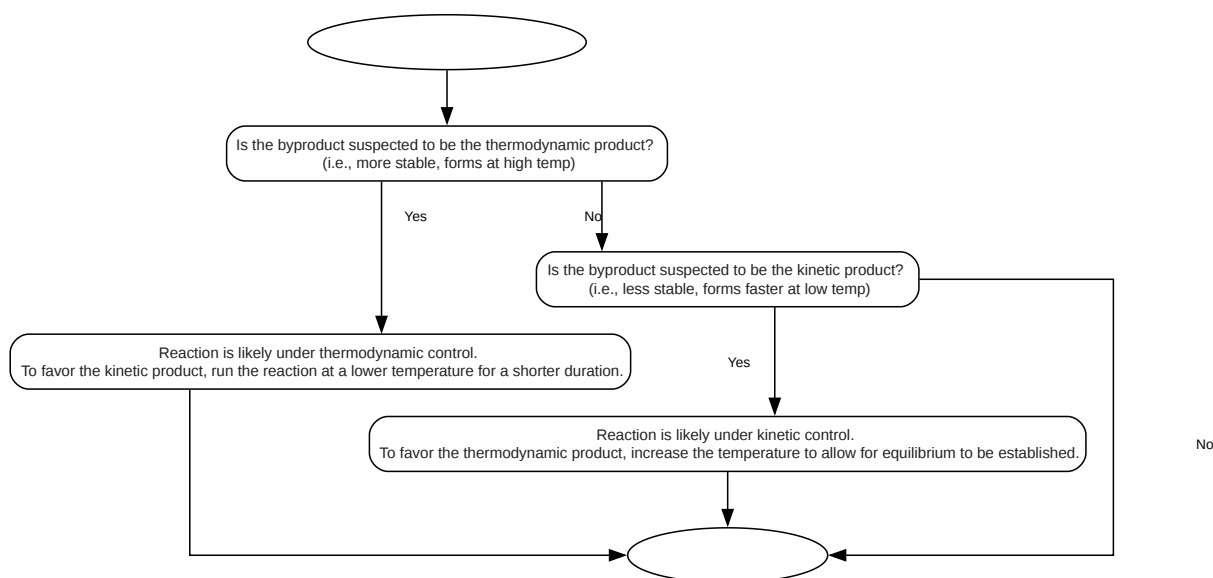 Is the byproduct suspected to be the thermodynamic product?
(i.e., more stable, forms at high temp)
Yes
No
Is the byproduct suspected to be the kinetic product?
(i.e., less stable, forms faster at low temp)
Reaction is likely under thermodynamic control.
To favor the kinetic product, run the reaction at a lower temperature for a shorter duration.
Yes
Reaction is likely under kinetic control.
To favor the thermodynamic product, increase the temperature to allow for equilibrium to be established.
No